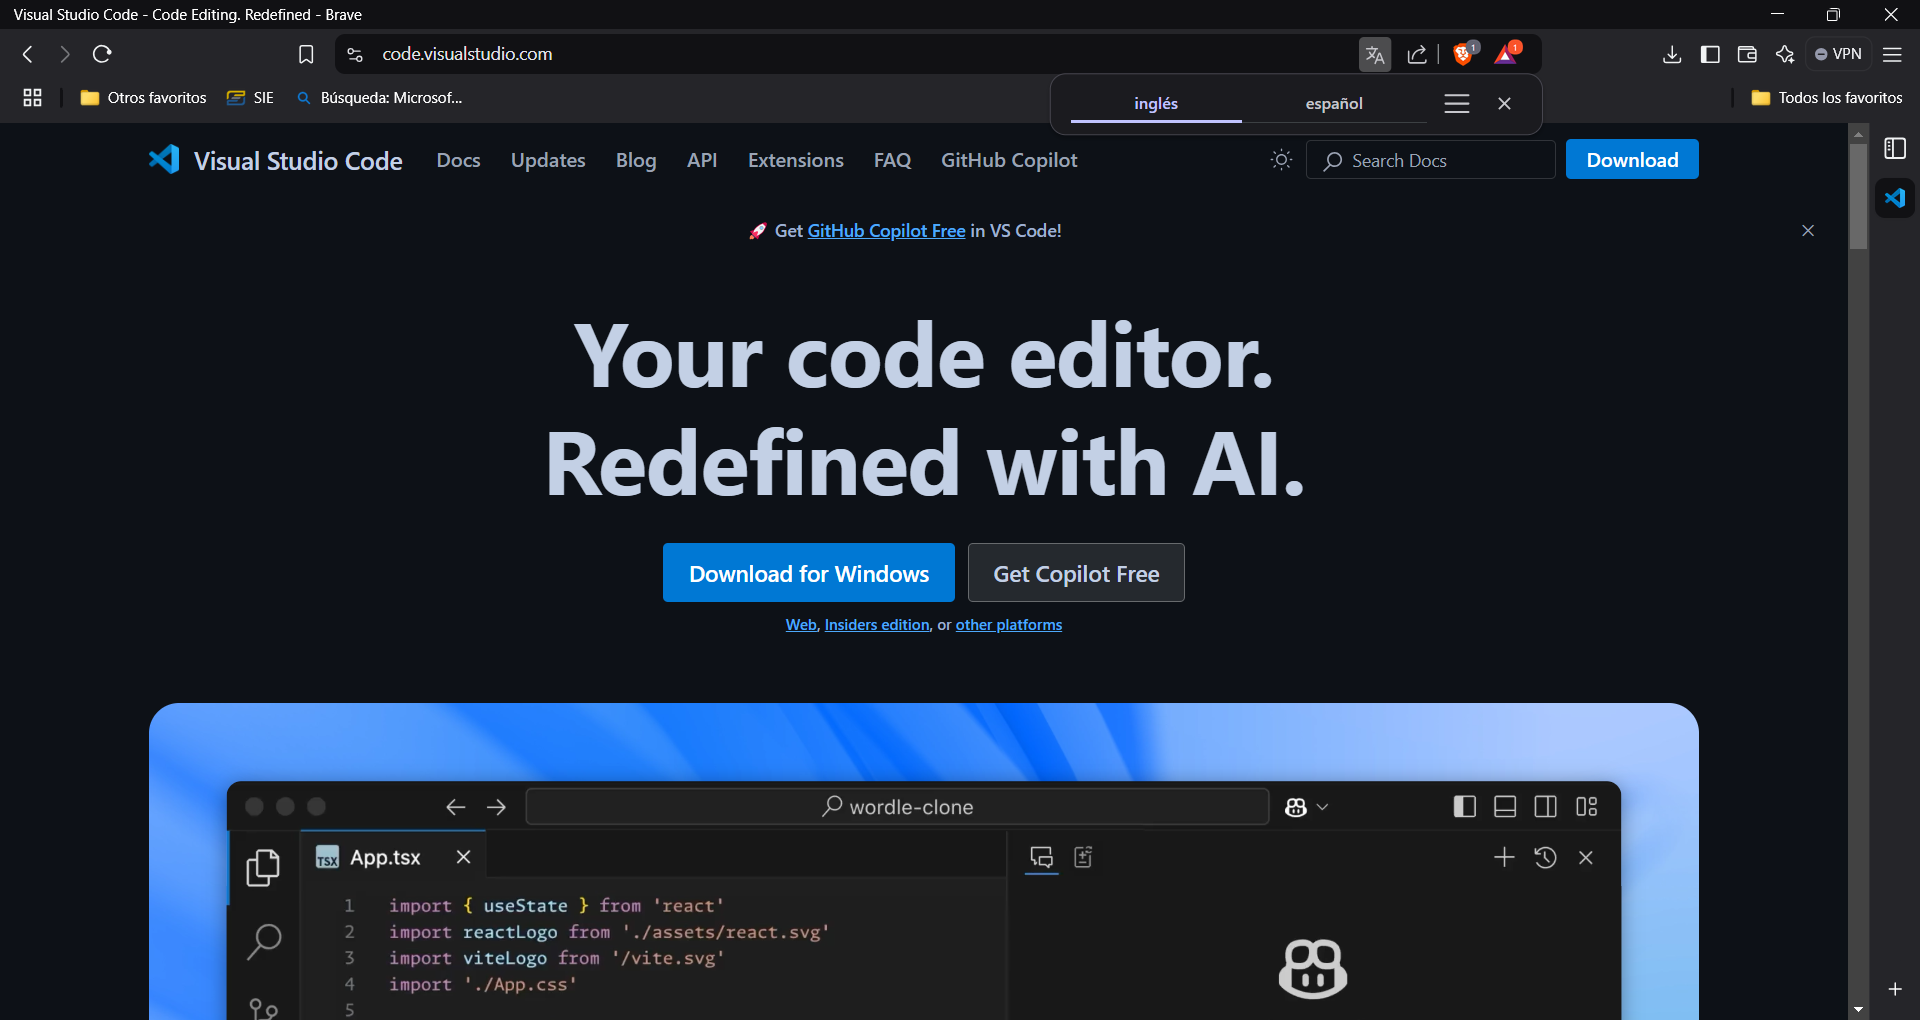 Visual Studio Code - Code Editing. Redefined - Brave
code.visualstudio.com
1
1
VPN
Otros favoritos
SIE
Búsqueda: Microsof...
Todos los favoritos
inglés
español
Visual Studio Code
Docs
Updates
Blog
API
Extensions
FAQ
GitHub Copilot
Search Docs
Download
🚀 Get GitHub Copilot Free in VS Code!
Your code editor.
Redefined with AI.
Download for Windows
Get Copilot Free
Web, Insiders edition, or other platforms
wordle-clone
TSX App.tsx
1 import { useState } from 'react'
2 import reactLogo from './assets/react.svg'
3 import viteLogo from '/vite.svg'
4 import './App.css'
5